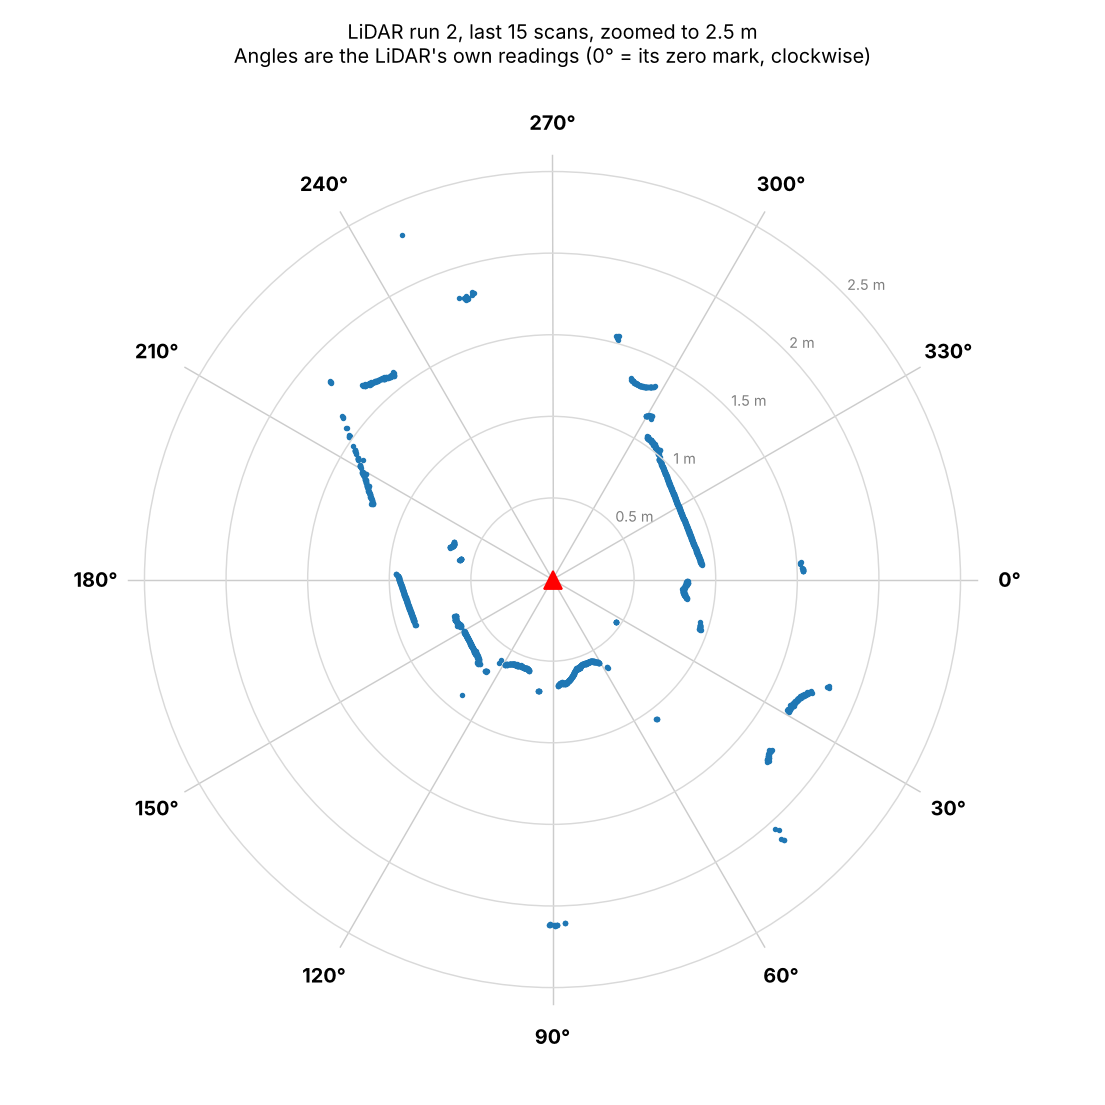 LiDAR run 2, last 15 scans, zoomed to 2.5 m
Angles are the LiDAR's own readings (0° = its zero mark, clockwise)
270°
240°
300°
2.5 m
210°
2 m
330°
1.5 m
1 m
0.5 m
180°
0°
150°
30°
120°
60°
90°